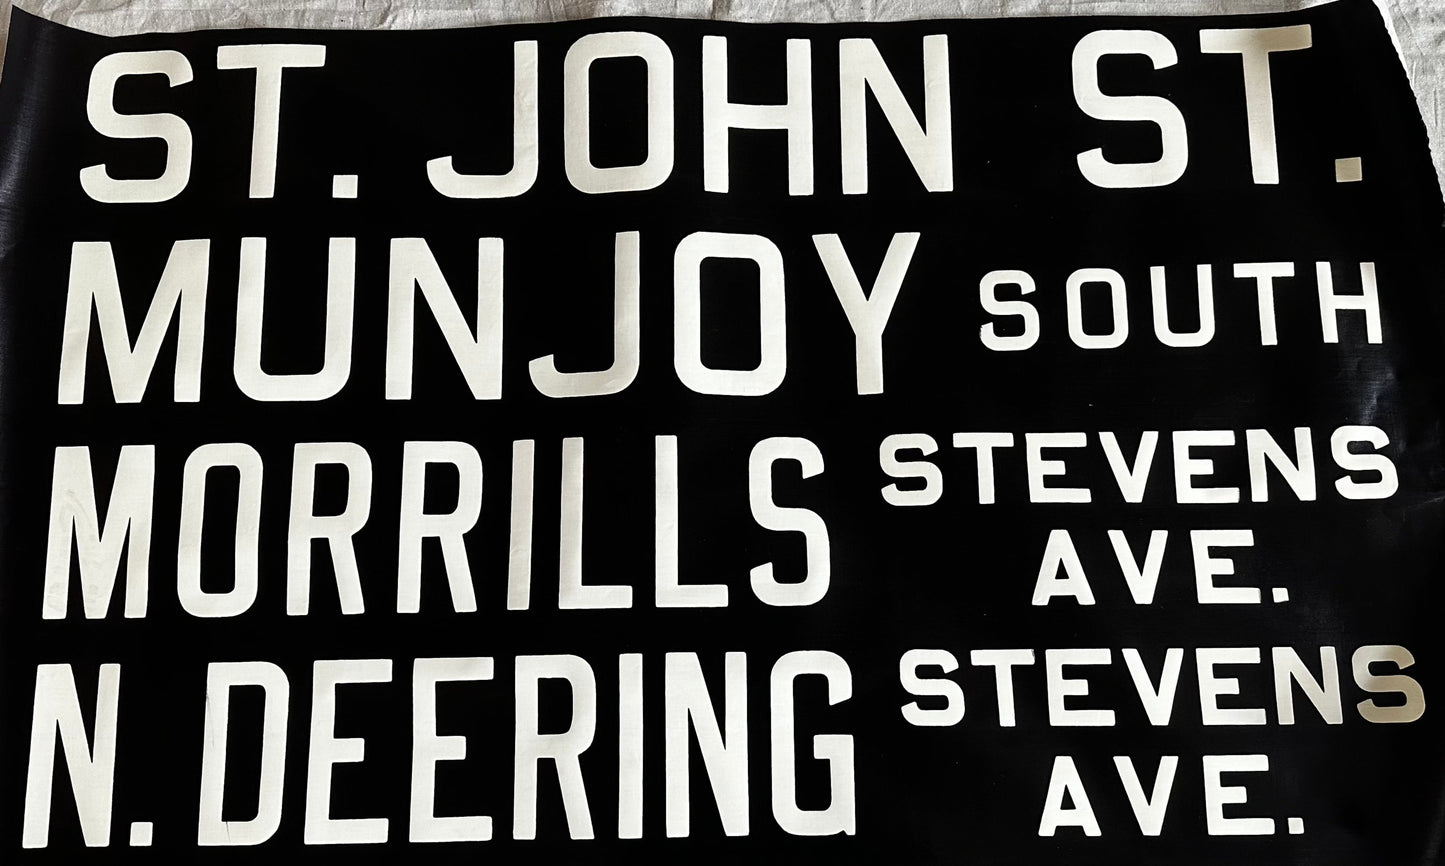 ST. JOHN ST.
MUNJOY SOUTH
MORRILLS STEVENS
AVE.
N. DEERING STEVENS
AVE.